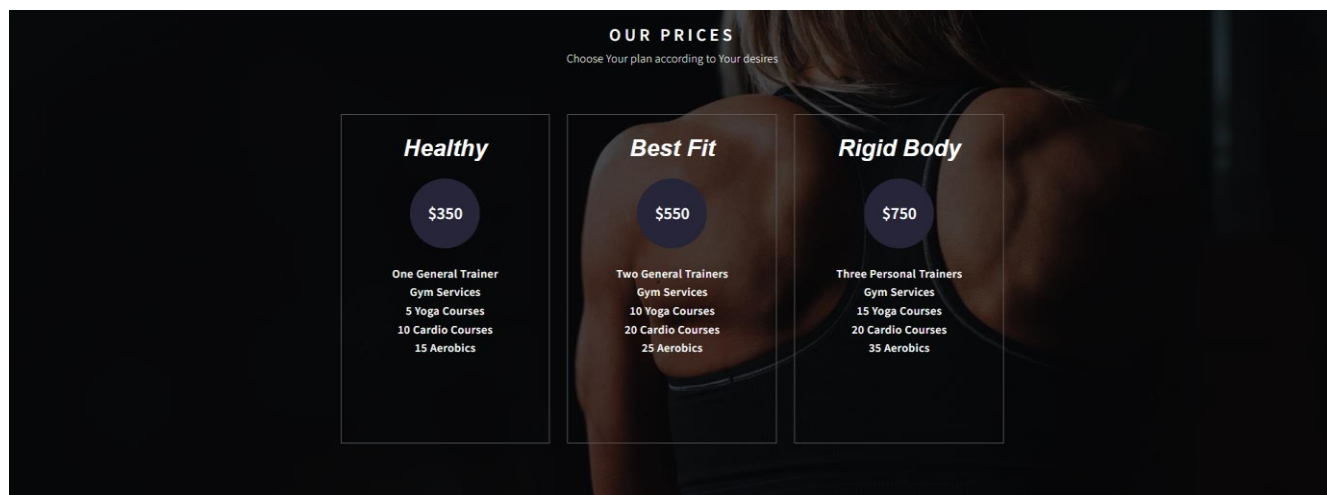 OUR PRICES
Choose Your plan according to Your desires
Healthy
$350
One General Trainer
Gym Services
5 Yoga Courses
10 Cardio Courses
15 Aerobics
Best Fit
$550
Two General Trainers
Gym Services
10 Yoga Courses
20 Cardio Courses
25 Aerobics
Rigid Body
$750
Three Personal Trainers
Gym Services
15 Yoga Courses
20 Cardio Courses
35 Aerobics